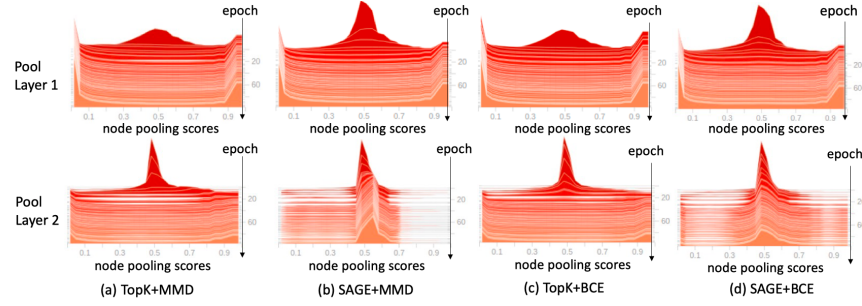 epoch epoch epoch epoch
Pool
Layer 1
20 20 20 20
60 60 60 60
0.1 0.3 0.5 0.7 0.9 0.1 0.3 0.5 0.7 0.9 0.1 0.3 0.5 0.7 0.9 0.1 0.3 0.5 0.7 0.9
node pooling scores node pooling scores node pooling scores node pooling scores
epoch epoch epoch epoch
Pool
Layer 2
20 20 20 20
60 60 60 60
0.1 0.3 0.5 0.7 0.9 0.1 0.3 0.5 0.7 0.9 0.1 0.3 0.5 0.7 0.9 0.1 0.3 0.5 0.7 0.9
node pooling scores node pooling scores node pooling scores node pooling scores
(a) TopK+MMD (b) SAGE+MMD (c) TopK+BCE (d) SAGE+BCE